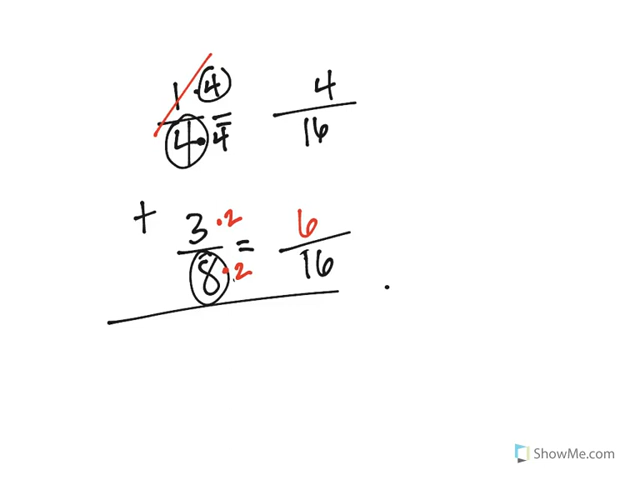 1 · 4 / 4 · 4 = 4 / 16
+ 3 · 2 / 8 · 2 = 6 / 16
ShowMe.com